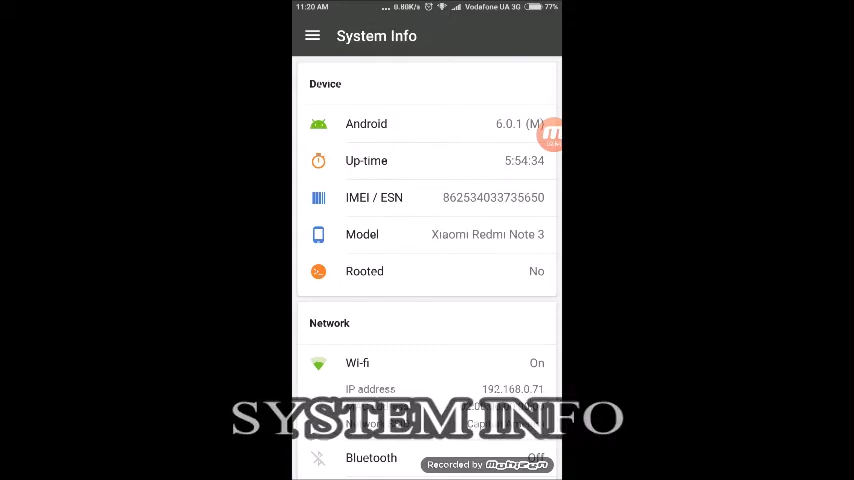 11:20 AM ... 0.80K/s Vodafone UA 3G 77%
System Info
Device
Android 6.0.1 (M)
Up-time 5:54:34
IMEI / ESN 862534033735650
Model Xiaomi Redmi Note 3
Rooted No
Network
Wi-fi On
IP address 192.168.0.71
SYSTEM INFO
Bluetooth Off
Recorded by mobizen